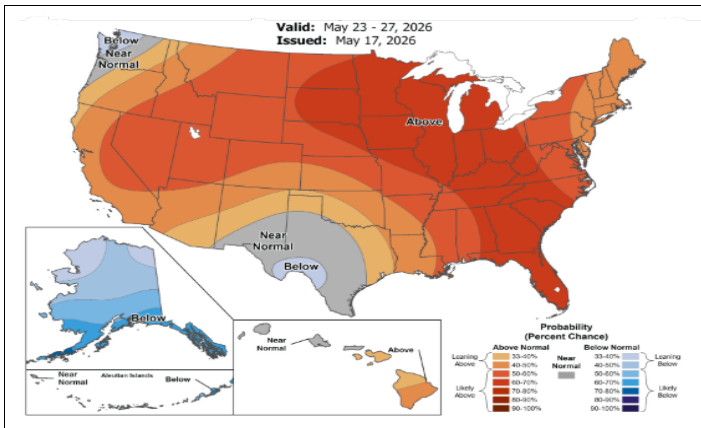 Valid: May 23 - 27, 2026
Issued: May 17, 2026
Below
Near
Normal
Above
Near
Normal
Below
Below
Near
Normal
Aleutian Islands
Below
Near
Normal
Above
Probability
(Percent Chance)
Above Normal
Below Normal
Leaning
Above
Likely
Above
33-40%
40-50%
50-60%
60-70%
70-80%
80-90%
90-100%
Near
Normal
33-40%
40-50%
50-60%
60-70%
70-80%
80-90%
90-100%
Leaning
Below
Likely
Below